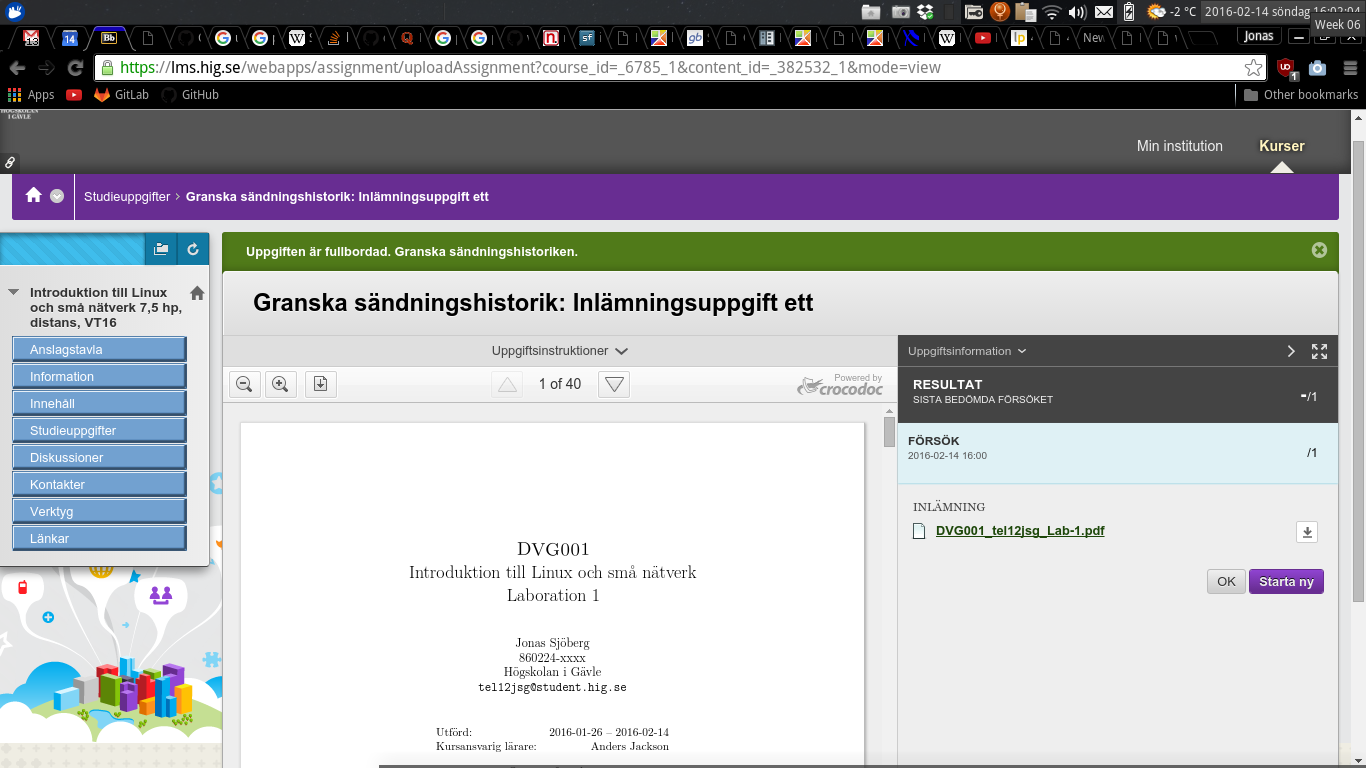 -2 °C 2016-02-14 söndag 16:02:04
Week 06
Jonas
https://lms.hig.se/webapps/assignment/uploadAssignment?course_id=_6785_1&content_id=_382532_1&mode=view
Apps GitLab GitHub Other bookmarks
HÖGSKOLAN
I GÄVLE
Min institution Kurser
Studieuppgifter Granska sändningshistorik: Inlämningsuppgift ett
Uppgiften är fullbordad. Granska sändningshistoriken.
Introduktion till Linux
och små nätverk 7,5 hp,
distans, VT16
Anslagstavla
Information
Innehåll
Studieuppgifter
Diskussioner
Kontakter
Verktyg
Länkar
Granska sändningshistorik: Inlämningsuppgift ett
Uppgiftsinstruktioner
1 of 40
Powered by
crocodoc
DVG001
Introduktion till Linux och små nätverk
Laboration 1
Jonas Sjöberg
860224-xxxx
Högskolan i Gävle
tel12jsg@student.hig.se
Utförd: 2016-01-26 – 2016-02-14
Kursansvarig lärare: Anders Jackson
Uppgiftsinformation
RESULTAT
SISTA BEDÖMDA FÖRSÖKET
-/1
FÖRSÖK
2016-02-14 16:00
/1
INLÄMNING
DVG001_tel12jsg_Lab-1.pdf
OK Starta ny